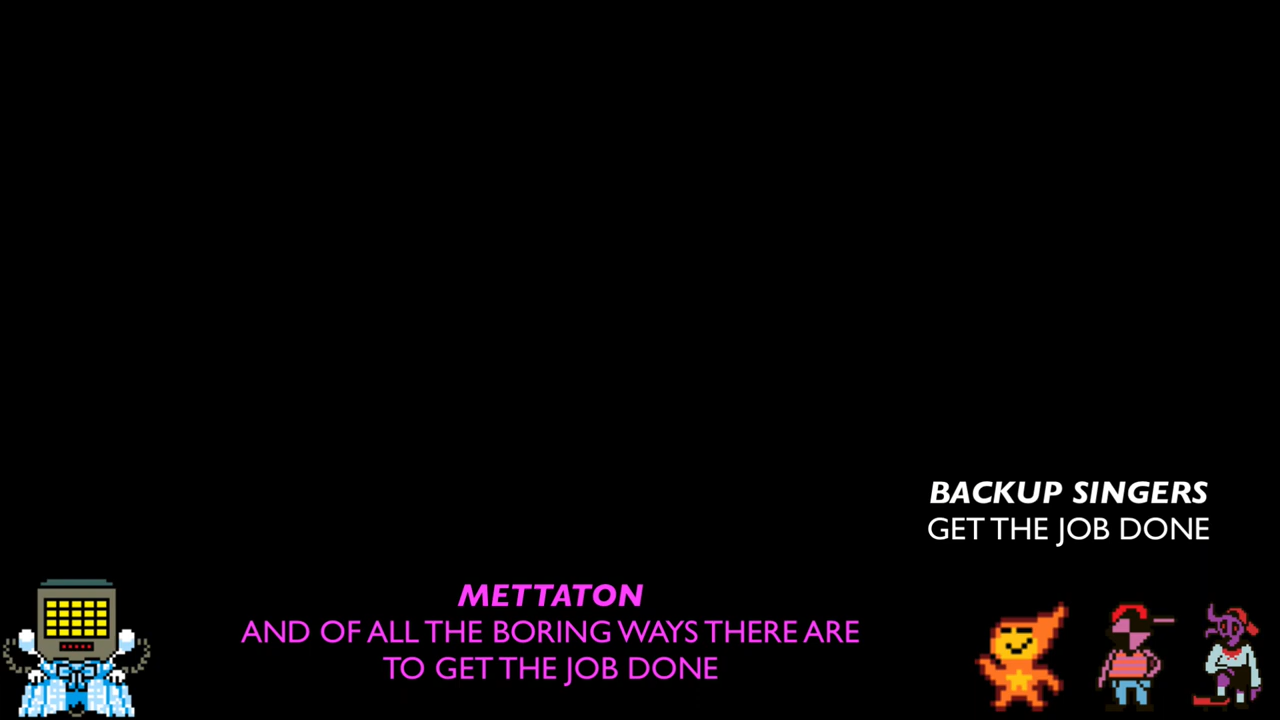 BACKUP SINGERS
GET THE JOB DONE
METTATON
AND OF ALL THE BORING WAYS THERE ARE
TO GET THE JOB DONE